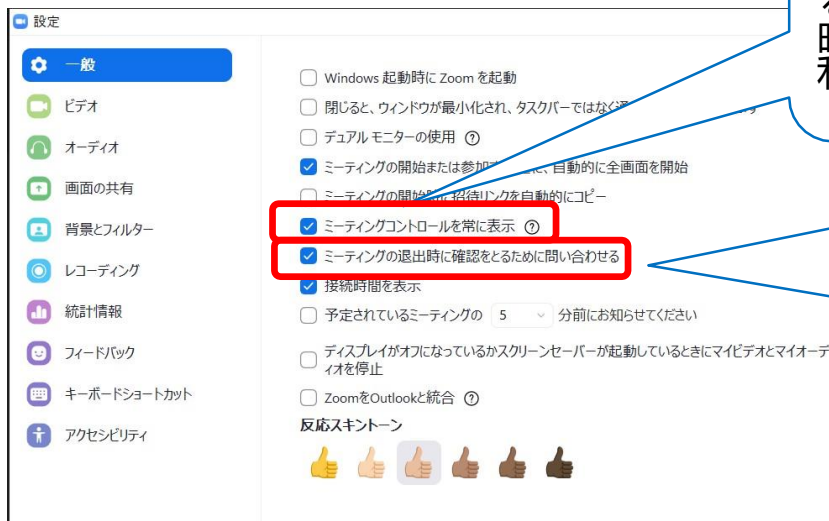 設定
一般
ビデオ
オーディオ
画面の共有
背景とフィルター
レコーディング
統計情報
フィードバック
キーボードショートカット
アクセシビリティ
Windows 起動時に Zoom を起動
閉じると、ウィンドウが最小化され、タスクバーではなく
デュアル モニターの使用
ミーティングの開始または参加 、自動的に全画面を開始
ミーティングの開始時に招待リンクを自動的にコピー
ミーティングコントロールを常に表示
ミーティングの退出時に確認をとるために問い合わせる
接続時間を表示
予定されているミーティングの 5 分前にお知らせてください
ディスプレイがオフになっているかスクリーンセーバーが起動しているときにマイビデオとマイオーデ
ィオを停止
ZoomをOutlookと統合
反応スキントーン